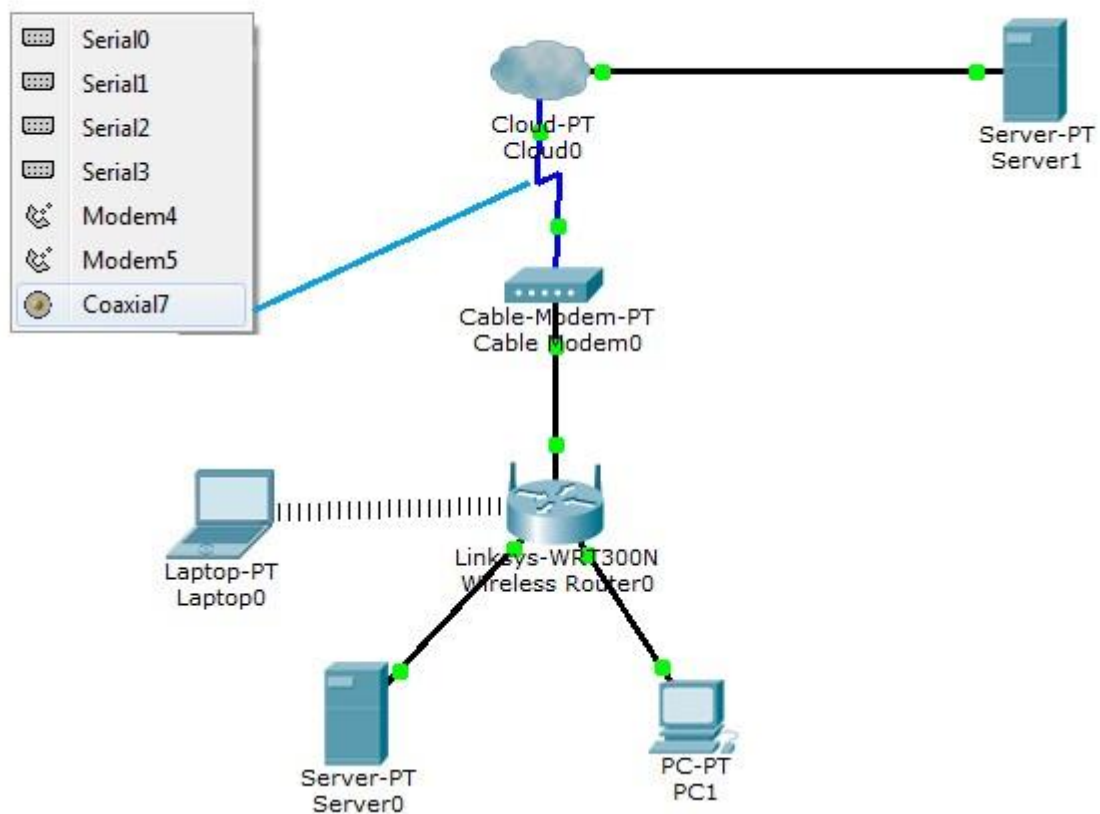 Serial0
Serial1
Serial2
Serial3
Modem4
Modem5
Coaxial7
Cloud-PT
Cloud0
Server-PT
Server1
Cable-Modem-PT
Cable Modem0
Linksys-WRT300N
Wireless Router0
Laptop-PT
Laptop0
Server-PT
Server0
PC-PT
PC1